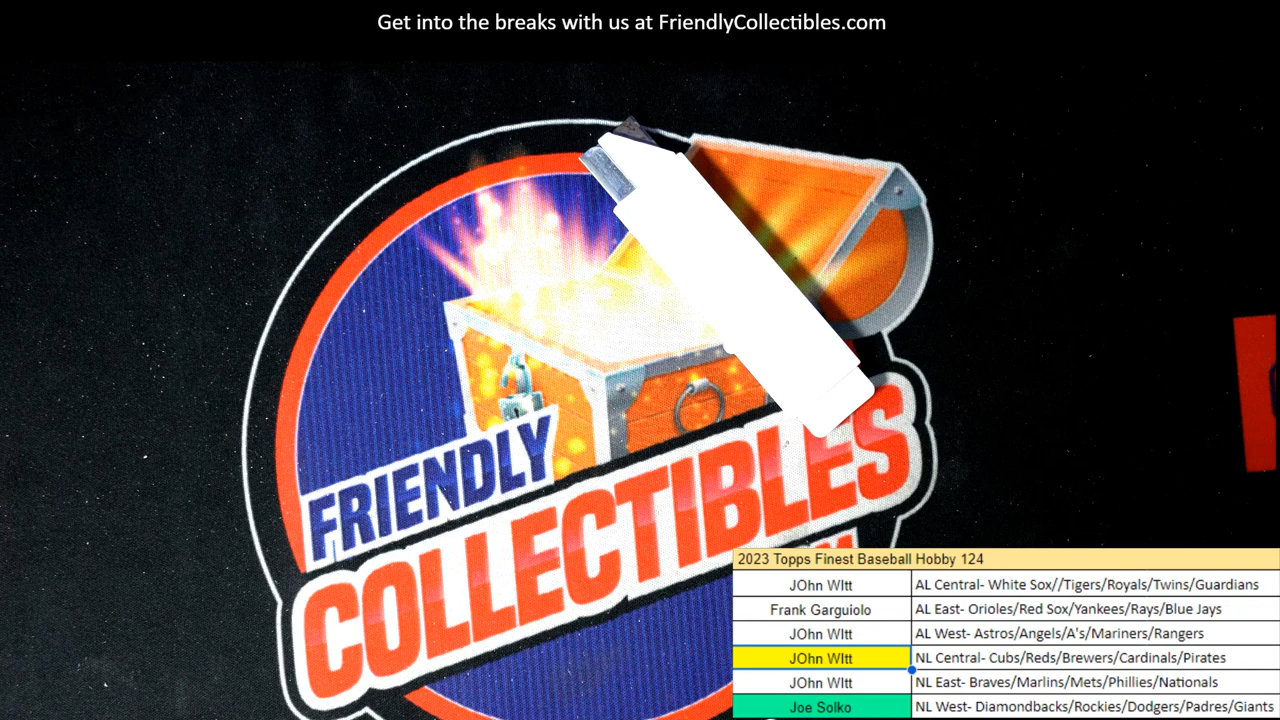 Get into the breaks with us at FriendlyCollectibles.com
FRIENDLY
COLLECTIBLES
2023 Topps Finest Baseball Hobby 124
JOhn WItt AL Central- White Sox//Tigers/Royals/Twins/Guardians
Frank Garguiolo AL East- Orioles/Red Sox/Yankees/Rays/Blue Jays
JOhn WItt AL West- Astros/Angels/A's/Mariners/Rangers
JOhn WItt NL Central- Cubs/Reds/Brewers/Cardinals/Pirates
JOhn WItt NL East- Braves/Marlins/Mets/Phillies/Nationals
Joe Solko NL West- Diamondbacks/Rockies/Dodgers/Padres/Giants